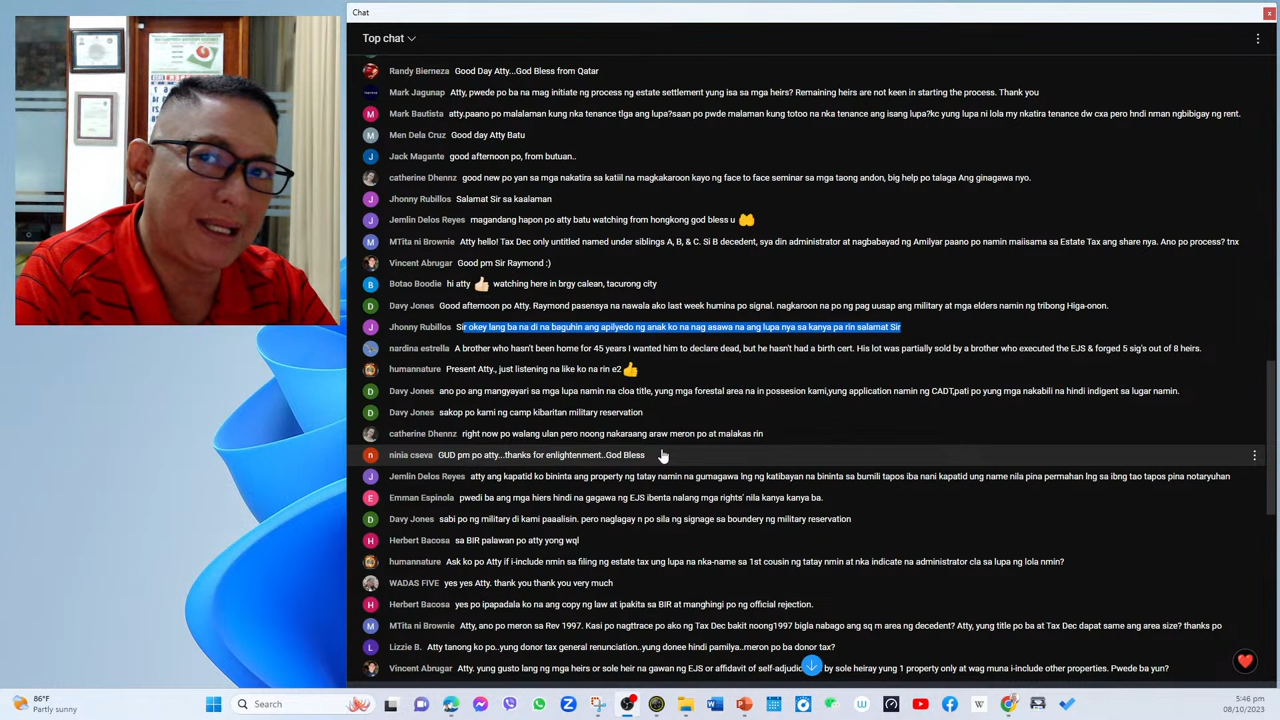 Chat
Top chat
Randy Bierneza Good Day Atty...God Bless from Qatar
Mark Jagunap Atty, pwede po ba na mag initiate ng process ng estate settlement yung isa sa mga heirs? Remaining heirs are not keen in starting the process. Thank you
Mark Bautista atty.paano po malalaman kung nka tenance tlga ang lupa?saan po pwde malaman kung totoo na nka tenance ang isang lupa?kc yung lupa ni lola my nkatira tenance dw cxa pero hndi nman ngbibigay ng rent.
Men Dela Cruz Good day Atty Batu
Jack Magante good afternoon po, from butuan..
catherine Dhennz good new po yan sa mga nakatira sa katiil na magkakaroon kayo ng face to face seminar sa mga taong andon, big help po talaga Ang ginagawa nyo.
Jhonny Rubillos Salamat Sir sa kaalaman
Jemlin Delos Reyes magandang hapon po atty batu watching from hongkong god bless u
MTita ni Brownie Atty hello! Tax Dec only untitled named under siblings A, B, & C. Si B decedent, sya din administrator at nagbabayad ng Amilyar paano po namin maiisama sa Estate Tax ang share nya. Ano po process? tnx
Vincent Abrugar Good pm Sir Raymond :)
Botao Boodie hi atty watching here in brgy calean, tacurong city
Davy Jones Good afternoon po Atty. Raymond pasensya na nawala ako last week humina po signal. nagkaroon na po ng pag uusap ang military at mga elders namin ng tribong Higa-onon.
Jhonny Rubillos Sir okey lang ba na di na baguhin ang apilyedo ng anak ko na nag asawa na ang lupa nya sa kanya pa rin salamat Sir
nardina estrella A brother who hasn't been home for 45 years I wanted him to declare dead, but he hasn't had a birth cert. His lot was partially sold by a brother who executed the EJS & forged 5 sig's out of 8 heirs.
humannature Present Atty., just listening na like ko na rin e2
Davy Jones ano po ang mangyayari sa mga lupa namin na cloa title, yung mga forestal area na in possesion kami,yung application namin ng CADT,pati po yung mga nakabili na hindi indigent sa lugar namin.
Davy Jones sakop po kami ng camp kibaritan military reservation
catherine Dhennz right now po walang ulan pero noong nakaraang araw meron po at malakas rin
ninia cseva GUD pm po atty...thanks for enlightenment..God Bless
Jemlin Delos Reyes atty ang kapatid ko bininta ang property ng tatay namin na gumagawa lng ng katibayan na bininta sa bumili tapos iba nani kapatid ung name nila pina permahan lng sa ibng tao tapos pina notaryuhan
Emman Espinola pwedi ba ang mga hiers hindi na gagawa ng EJS ibenta nalang mga rights' nila kanya kanya ba.
Davy Jones sabi po ng military di kami paaalisin. pero naglagay n po sila ng signage sa boundery ng military reservation
Herbert Bacosa sa BIR palawan po atty yong wql
humannature Ask ko po Atty if i-include nmin sa filing ng estate tax ung lupa na nka-name sa 1st cousin ng tatay nmin at nka indicate na administrator cla sa lupa ng lola nmin?
WADAS FIVE yes yes Atty. thank you thank you very much
Herbert Bacosa yes po ipapadala ko na ang copy ng law at ipakita sa BIR at manghingi po ng official rejection.
MTita ni Brownie Atty, ano po meron sa Rev 1997. Kasi po nagttrace po ako ng Tax Dec bakit noong1997 bigla nabago ang sq m area ng decedent? Atty, yung title po ba at Tax Dec dapat same ang area size? thanks po
Lizzie B. Atty tanong ko po..yung donor tax general renunciation..yung donee hindi pamilya..meron po ba donor tax?
Vincent Abrugar Atty. yung gusto lang ng mga heirs or sole heir na gawan ng EJS or affidavit of self-adjudic by sole heiray yung 1 property only at wag muna i-include other properties. Pwede ba yun?
86°F
Partly sunny
Search
5:46 pm
08/10/2023